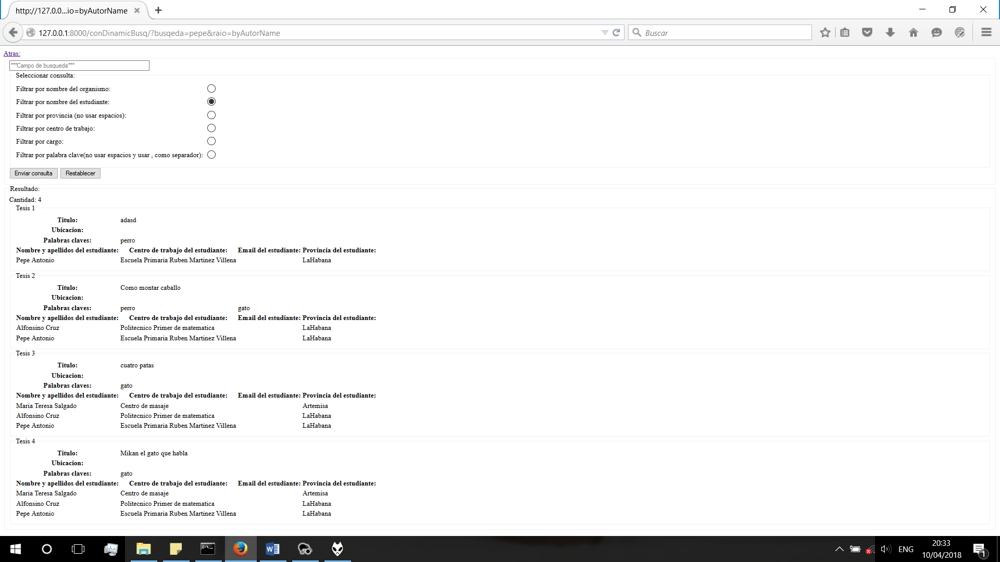 http://127.0.0...io=byAutorName
127.0.0.1:8000/conDinamicBusq/?busqeda=pepe&raio=byAutorName
Buscar
Atras:
***Campo de busqueda***
Seleccionar consulta:
Filtrar por nombre del organismo:
Filtrar por nombre del estudiante:
Filtrar por provincia (no usar espacios):
Filtrar por centro de trabajo:
Filtrar por cargo:
Filtrar por palabra clave(no usar espacios y usar , como separador):
Enviar consulta Restablecer
Resultado:
Cantidad: 4
Tesis 1
Titulo: adasd
Ubicacion:
Palabras claves: perro
Nombre y apellidos del estudiante: Centro de trabajo del estudiante: Email del estudiante: Provincia del estudiante:
Pepe Antonio Escuela Primaria Ruben Martinez Villena LaHabana
Tesis 2
Titulo: Como montar caballo
Ubicacion:
Palabras claves: perro gato
Nombre y apellidos del estudiante: Centro de trabajo del estudiante: Email del estudiante: Provincia del estudiante:
Alfonsino Cruz Politecnico Primer de matematica LaHabana
Pepe Antonio Escuela Primaria Ruben Martinez Villena LaHabana
Tesis 3
Titulo: cuatro patas
Ubicacion:
Palabras claves: gato
Nombre y apellidos del estudiante: Centro de trabajo del estudiante: Email del estudiante: Provincia del estudiante:
Maria Teresa Salgado Centro de masaje Artemisa
Alfonsino Cruz Politecnico Primer de matematica LaHabana
Pepe Antonio Escuela Primaria Ruben Martinez Villena LaHabana
Tesis 4
Titulo: Mikan el gato que habla
Ubicacion:
Palabras claves: gato
Nombre y apellidos del estudiante: Centro de trabajo del estudiante: Email del estudiante: Provincia del estudiante:
Maria Teresa Salgado Centro de masaje Artemisa
Alfonsino Cruz Politecnico Primer de matematica LaHabana
Pepe Antonio Escuela Primaria Ruben Martinez Villena LaHabana
ENG
20:33
10/04/2018
1